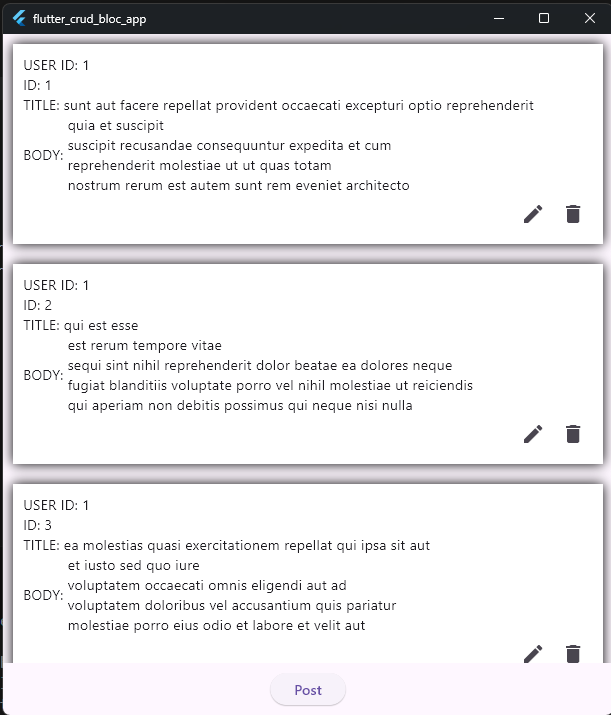 flutter_crud_bloc_app
USER ID: 1
ID: 1
TITLE: sunt aut facere repellat provident occaecati excepturi optio reprehenderit
BODY: quia et suscipit
suscipit recusandae consequuntur expedita et cum
reprehenderit molestiae ut ut quas totam
nostrum rerum est autem sunt rem eveniet architecto
USER ID: 1
ID: 2
TITLE: qui est esse
BODY: est rerum tempore vitae
sequi sint nihil reprehenderit dolor beatae ea dolores neque
fugiat blanditiis voluptate porro vel nihil molestiae ut reiciendis
qui aperiam non debitis possimus qui neque nisi nulla
USER ID: 1
ID: 3
TITLE: ea molestias quasi exercitationem repellat qui ipsa sit aut
BODY: et iusto sed quo iure
voluptatem occaecati omnis eligendi aut ad
voluptatem doloribus vel accusantium quis pariatur
molestiae porro eius odio et labore et velit aut
Post